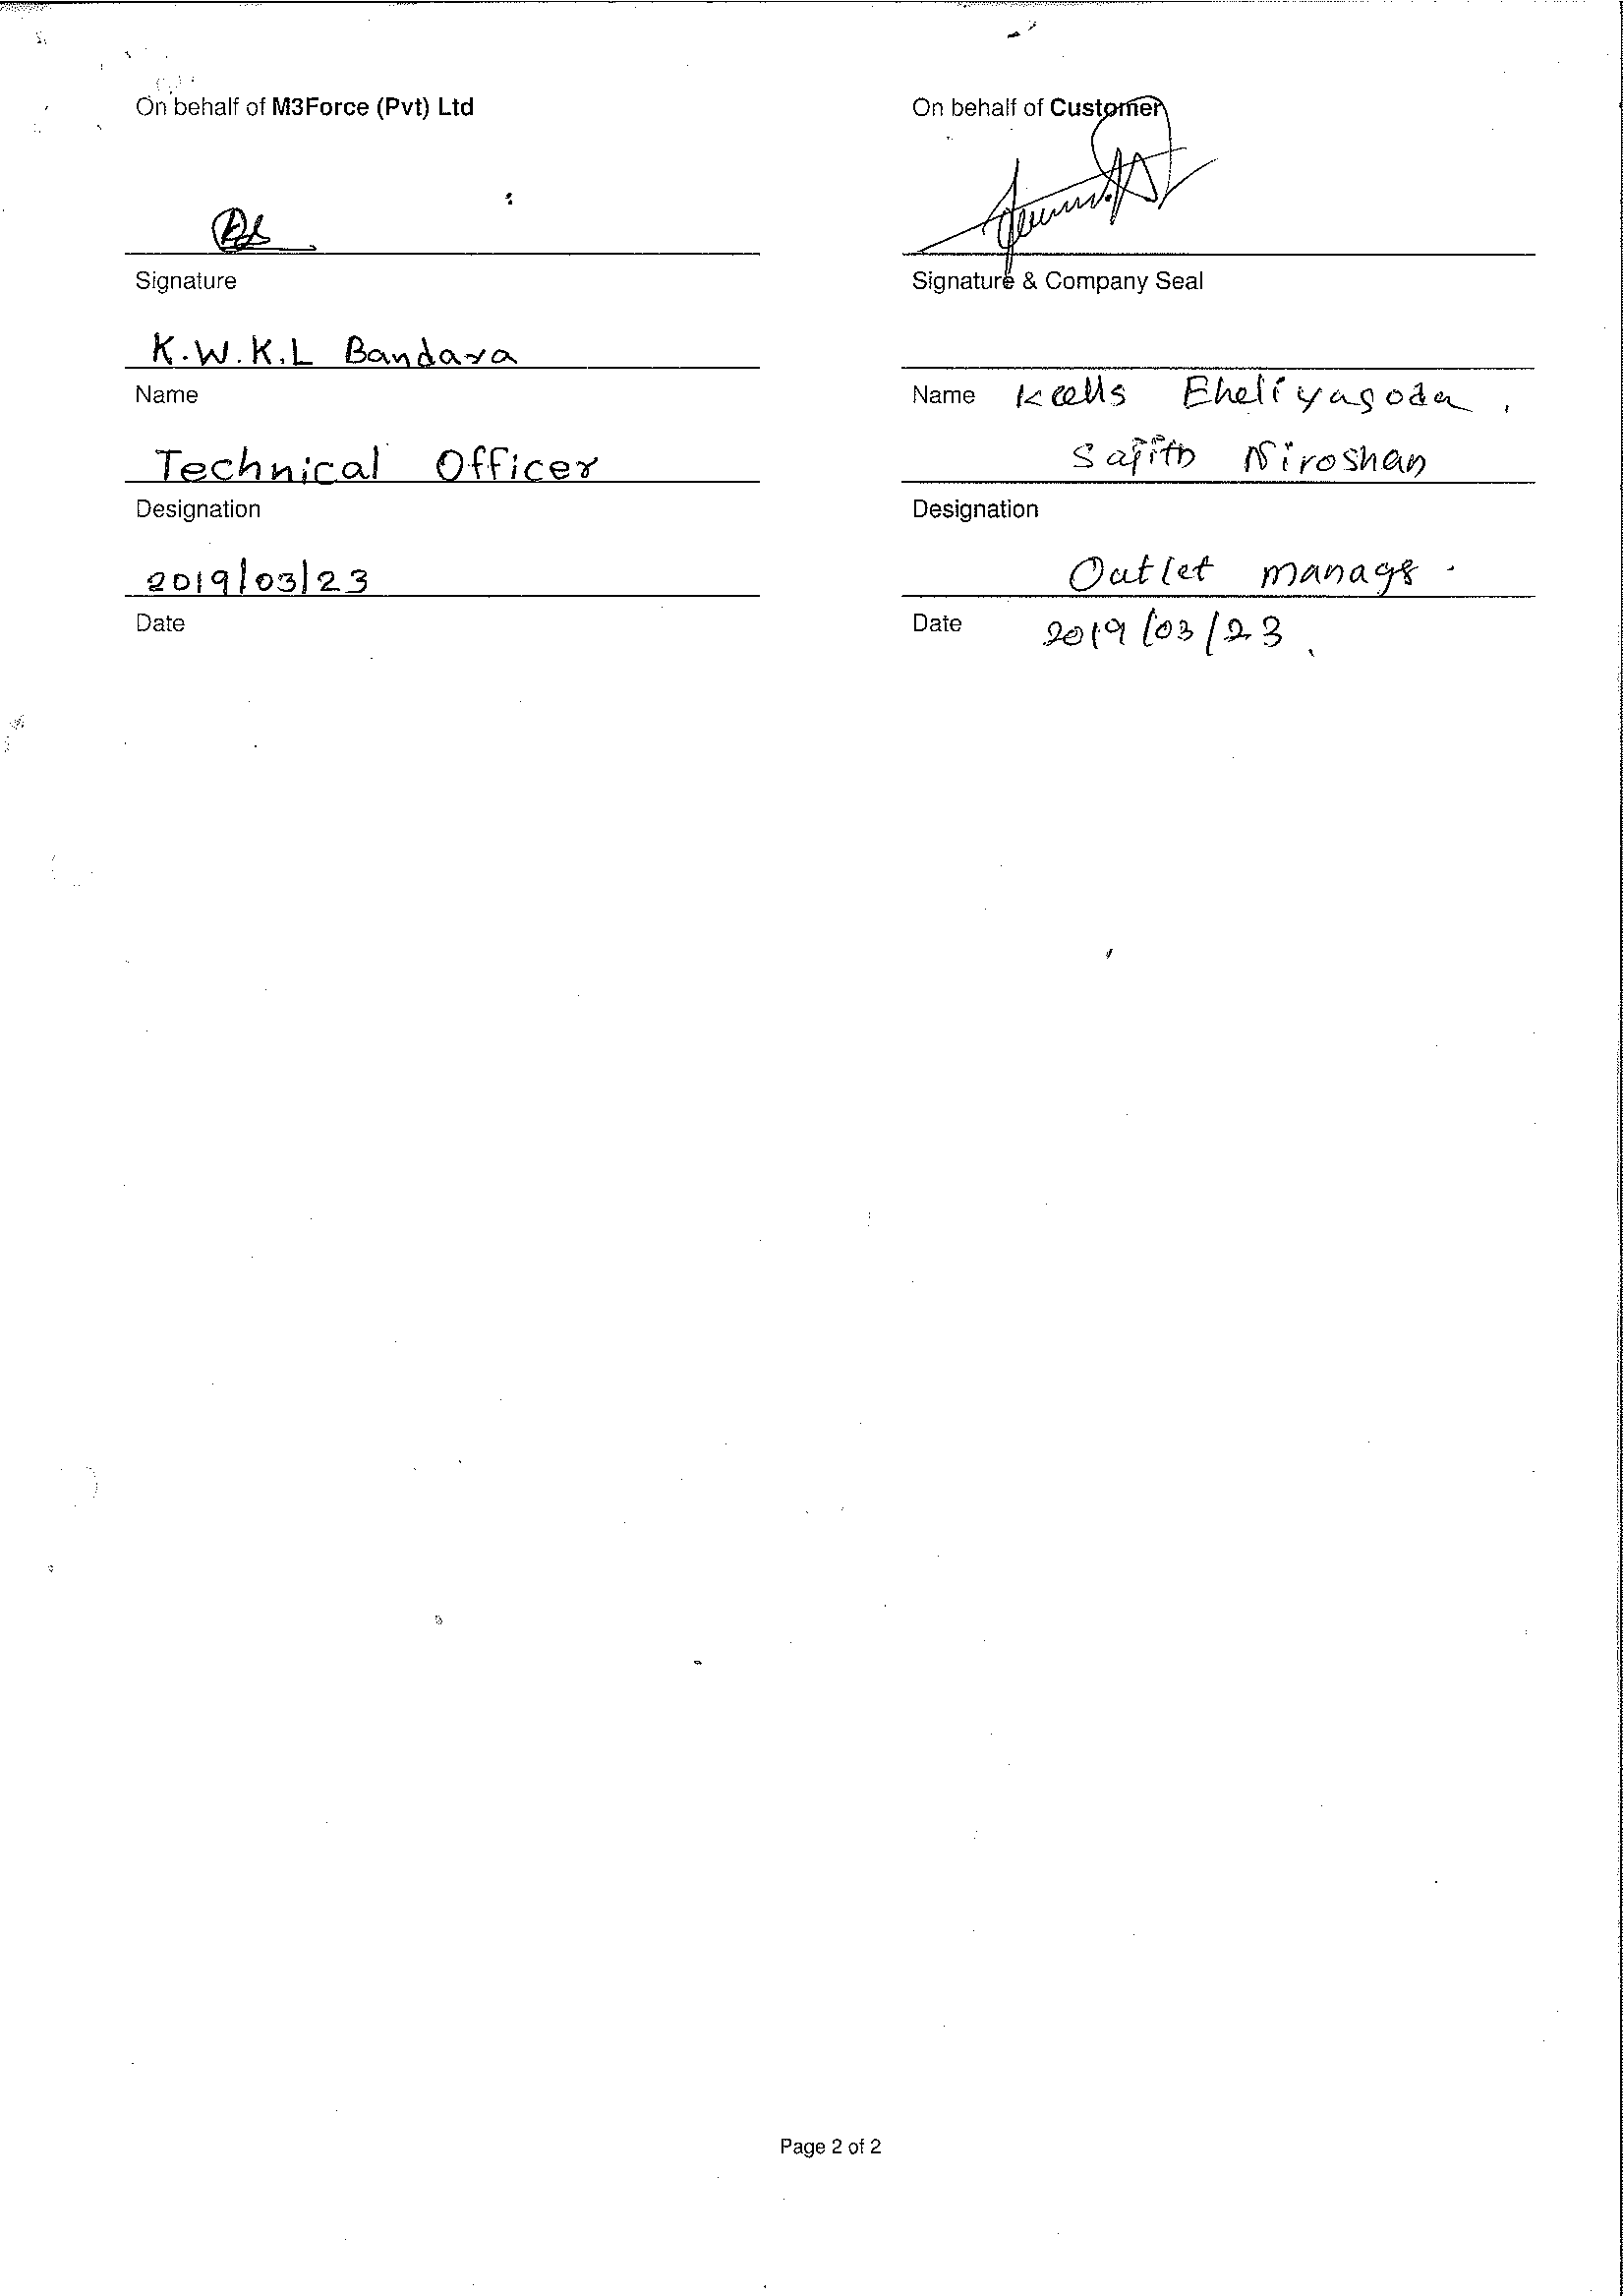 On behalf of M3Force (Pvt) Ltd
Signature
K.W.K.L Bandara
Name
Technical Officer
Designation
2019/03/23
Date
On behalf of Customer
Signature & Company Seal
Name Keells Eheliyagoda.
Sajith Niroshan
Designation
Outlet manager.
Date 2019/03/23.
Page 2 of 2